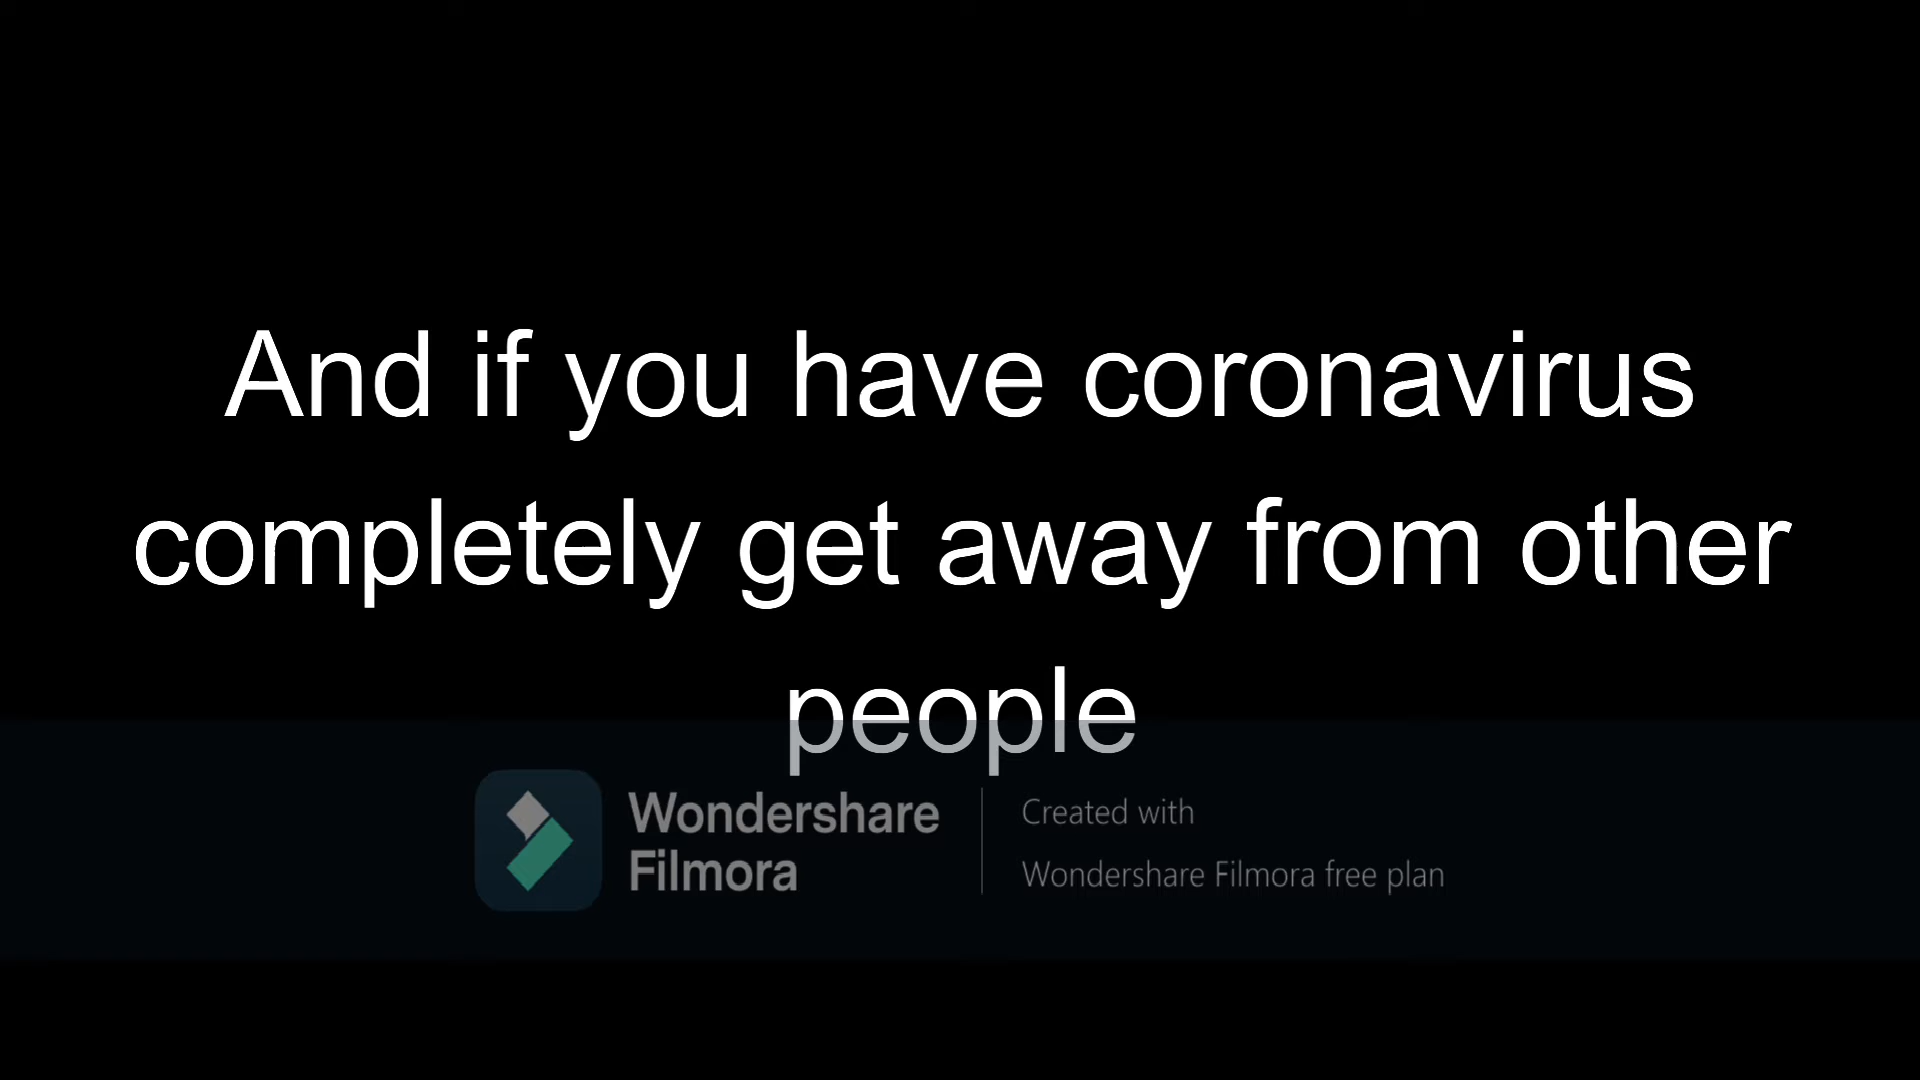 And if you have coronavirus
completely get away from other
people
Wondershare
Filmora
Created with
Wondershare Filmora free plan